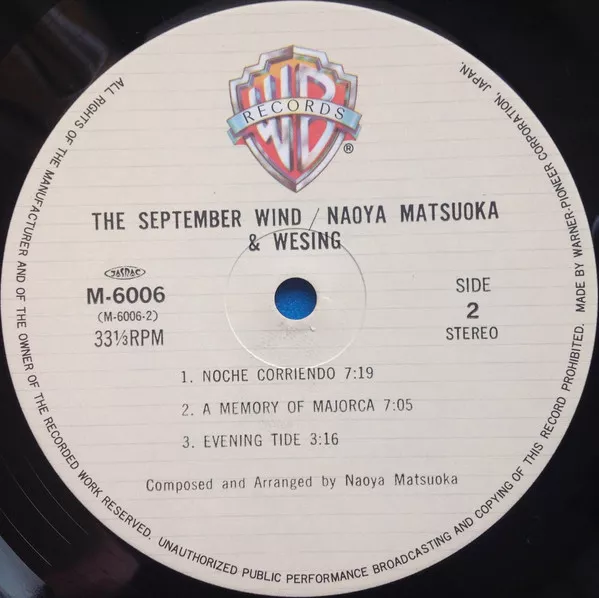 WB
RECORDS
®
THE SEPTEMBER WIND / NAOYA MATSUOKA
& WESING
JASRAC
M-6006
(M-6006-2)
33⅓RPM
SIDE
2
STEREO
1. NOCHE CORRIENDO 7:19
2. A MEMORY OF MAJORCA 7:05
3. EVENING TIDE 3:16
Composed and Arranged by Naoya Matsuoka
ALL RIGHTS OF THE MANUFACTURER AND OF THE OWNER OF THE RECORDED WORK RESERVED. UNAUTHORIZED PUBLIC PERFORMANCE BROADCASTING AND COPYING OF THIS RECORD PROHIBITED. MADE BY WARNER-PIONEER CORPORATION, JAPAN.